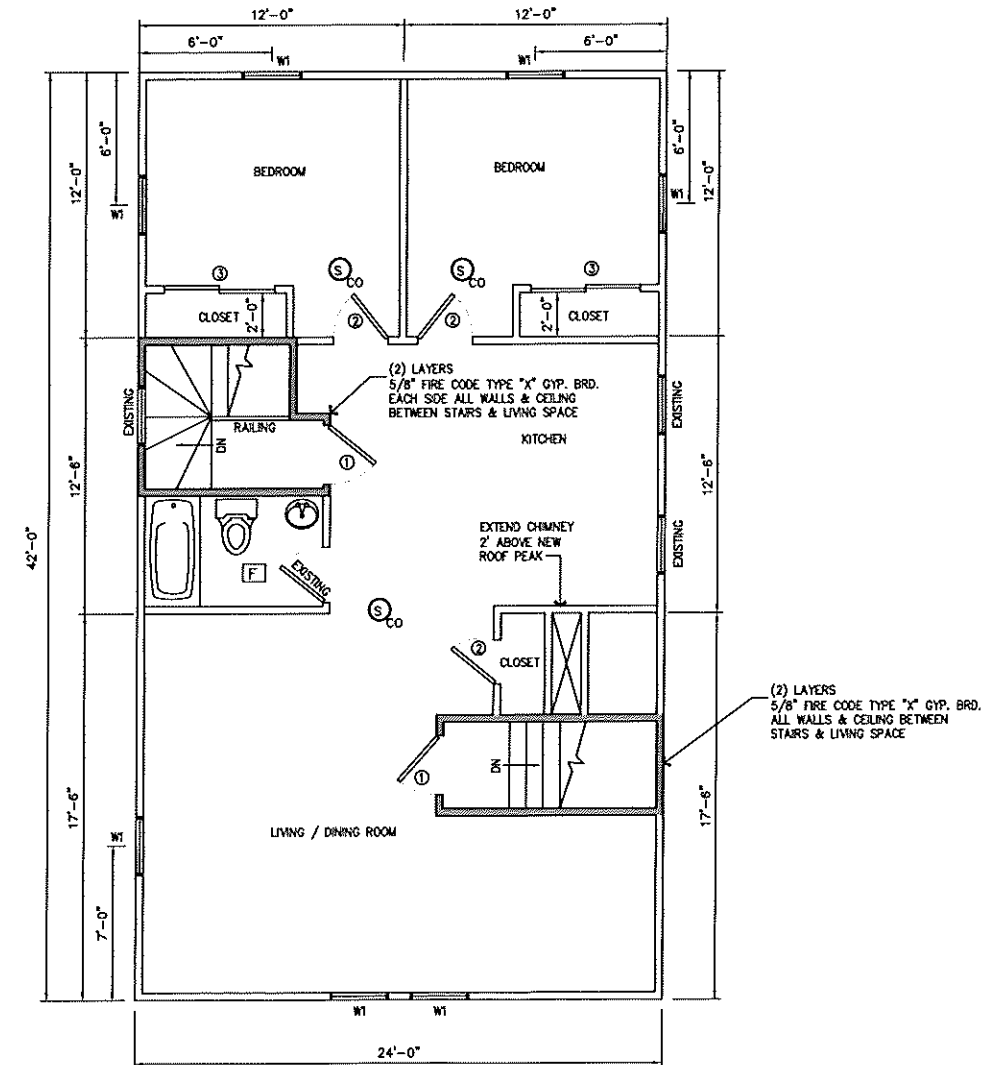 12'-0"
12'-0"
6'-0"
6'-0"
W1
W1
6'-0"
12'-0"
W1
6'-0"
12'-0"
W1
BEDROOM
BEDROOM
S
CO
S
CO
③
③
CLOSET
2'-0"
②
②
2'-0"
CLOSET
(2) LAYERS
5/8" FIRE CODE TYPE "X" GYP. BRD.
EACH SIDE ALL WALLS & CEILING
BETWEEN STAIRS & LIVING SPACE
EXISTING
RAILING
DN
①
KITCHEN
EXISTING
12'-6"
12'-6"
42'-0"
EXTEND CHIMNEY
2' ABOVE NEW
ROOF PEAK
EXISTING
F
EXISTING
S
CO
②
CLOSET
(2) LAYERS
5/8" FIRE CODE TYPE "X" GYP. BRD.
ALL WALLS & CEILING BETWEEN
STAIRS & LIVING SPACE
DN
①
17'-6"
17'-6"
LIVING / DINING ROOM
W1
7'-0"
W1
W1
24'-0"